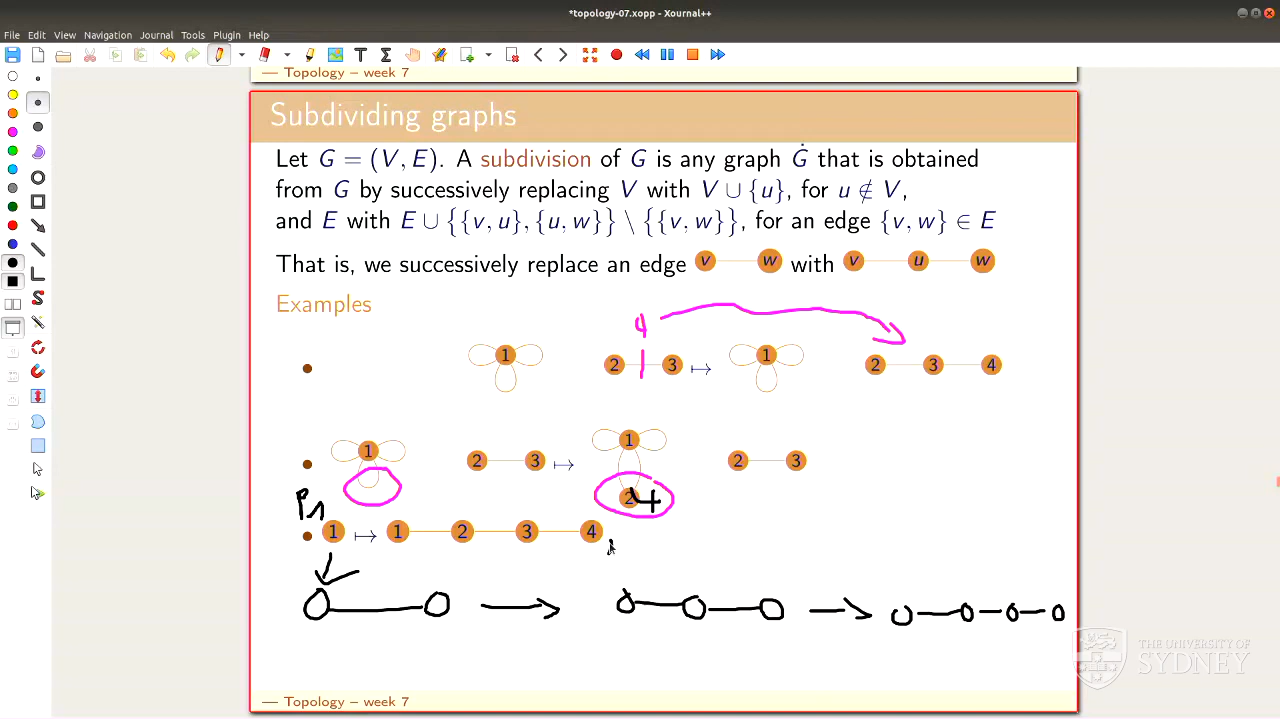 *topology-07.xopp - Xournal++
File Edit View Navigation Journal Tools Plugin Help
— Topology – week 7
Subdividing graphs
Let G = (V, E). A subdivision of G is any graph Ġ that is obtained
from G by successively replacing V with V ∪ {u}, for u ∉ V,
and E with E ∪ {{v, u}, {u, w}} \ {{v, w}}, for an edge {v, w} ∈ E
That is, we successively replace an edge v w with v u w
Examples
4
1 2 3 ↦ 1 2 3 4
1 2 3 ↦ 1 2 3
2 4
P1
1 ↦ 1 2 3 4
THE UNIVERSITY OF
SYDNEY
— Topology – week 7